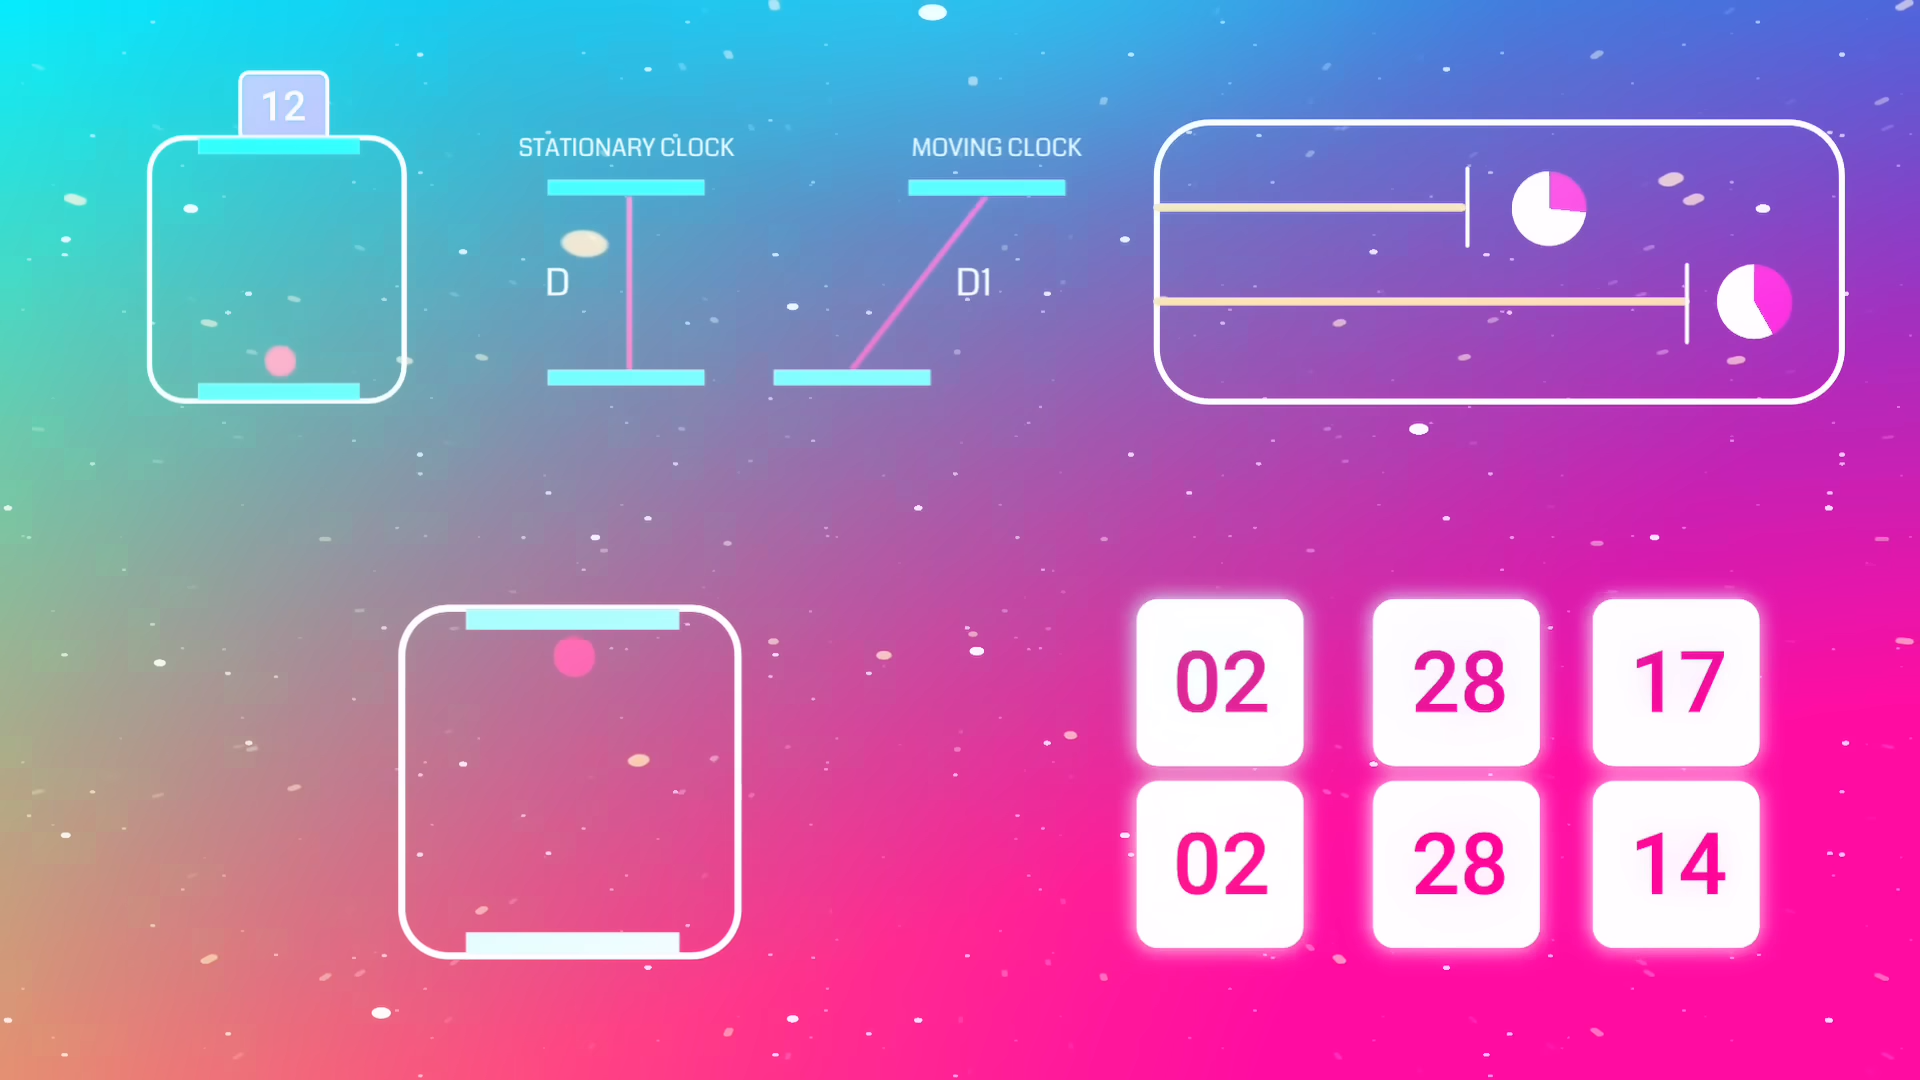 12
STATIONARY CLOCK
MOVING CLOCK
D
D1
02 28 17
02 28 14